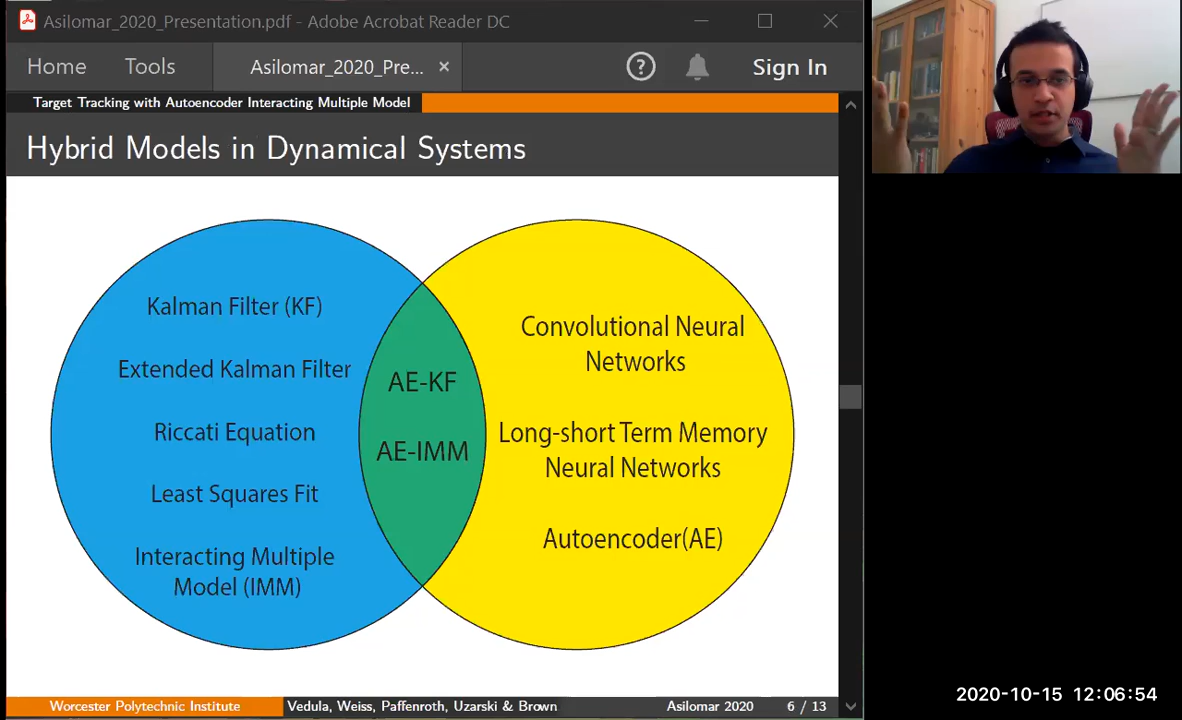 Asilomar_2020_Presentation.pdf - Adobe Acrobat Reader DC
Home Tools Asilomar_2020_Pre... × ? Sign In
Target Tracking with Autoencoder Interacting Multiple Model
Hybrid Models in Dynamical Systems
Kalman Filter (KF)
Extended Kalman Filter
Riccati Equation
Least Squares Fit
Interacting Multiple
Model (IMM)
AE-KF
AE-IMM
Convolutional Neural
Networks
Long-short Term Memory
Neural Networks
Autoencoder(AE)
Worcester Polytechnic Institute Vedula, Weiss, Paffenroth, Uzarski & Brown Asilomar 2020 6 / 13
2020-10-15 12:06:54